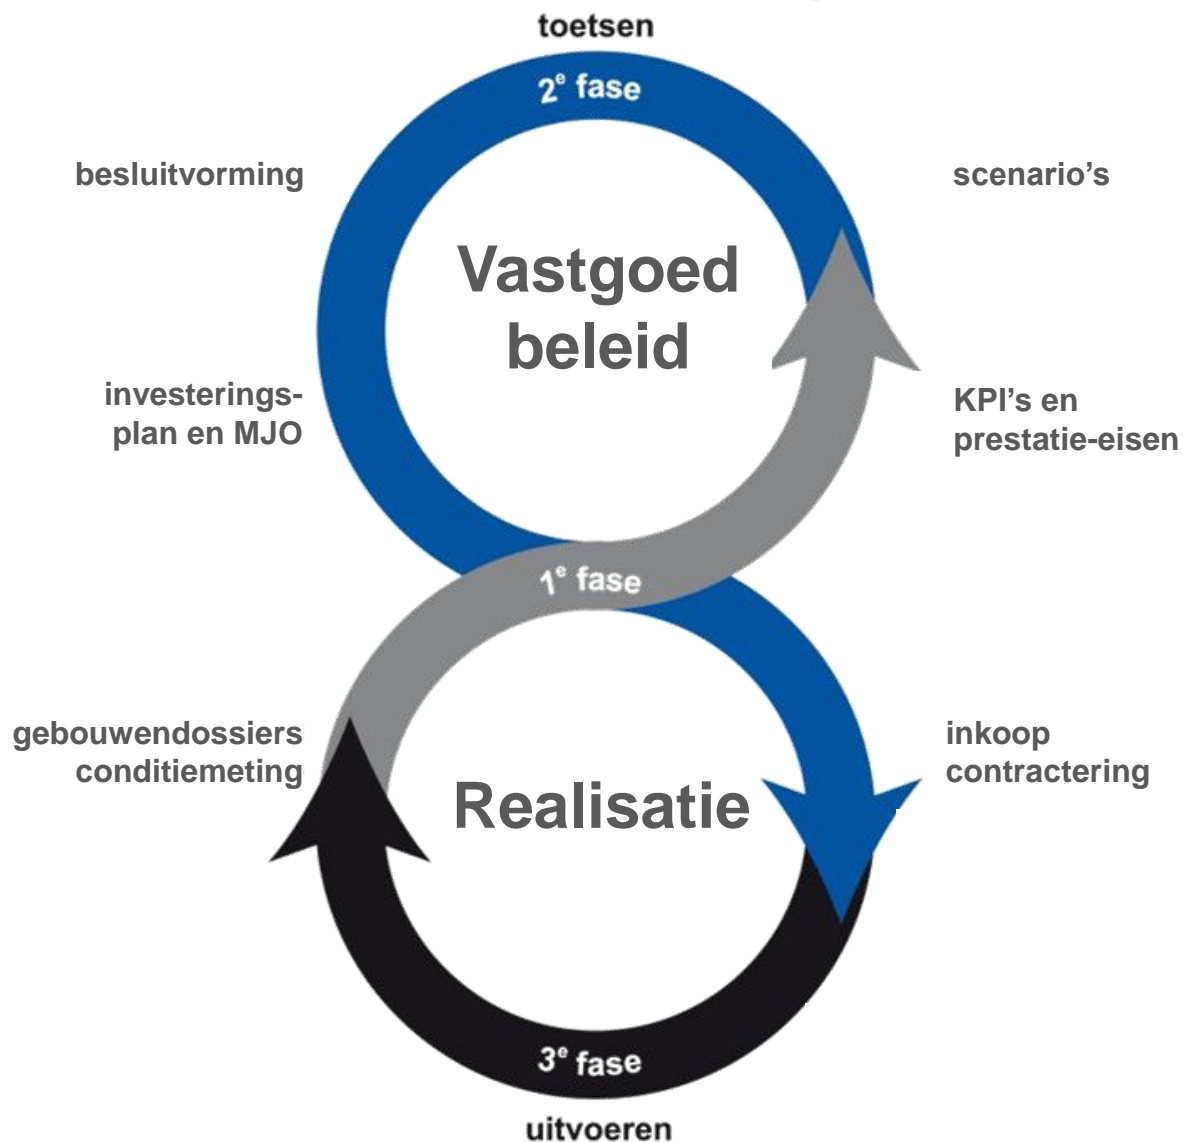 toetsen
2e fase
besluitvorming
scenario’s
Vastgoed
beleid
investerings-
plan en MJO
KPI’s en
prestatie-eisen
1e fase
gebouwendossiers
conditiemeting
inkoop
contractering
Realisatie
3e fase
uitvoeren